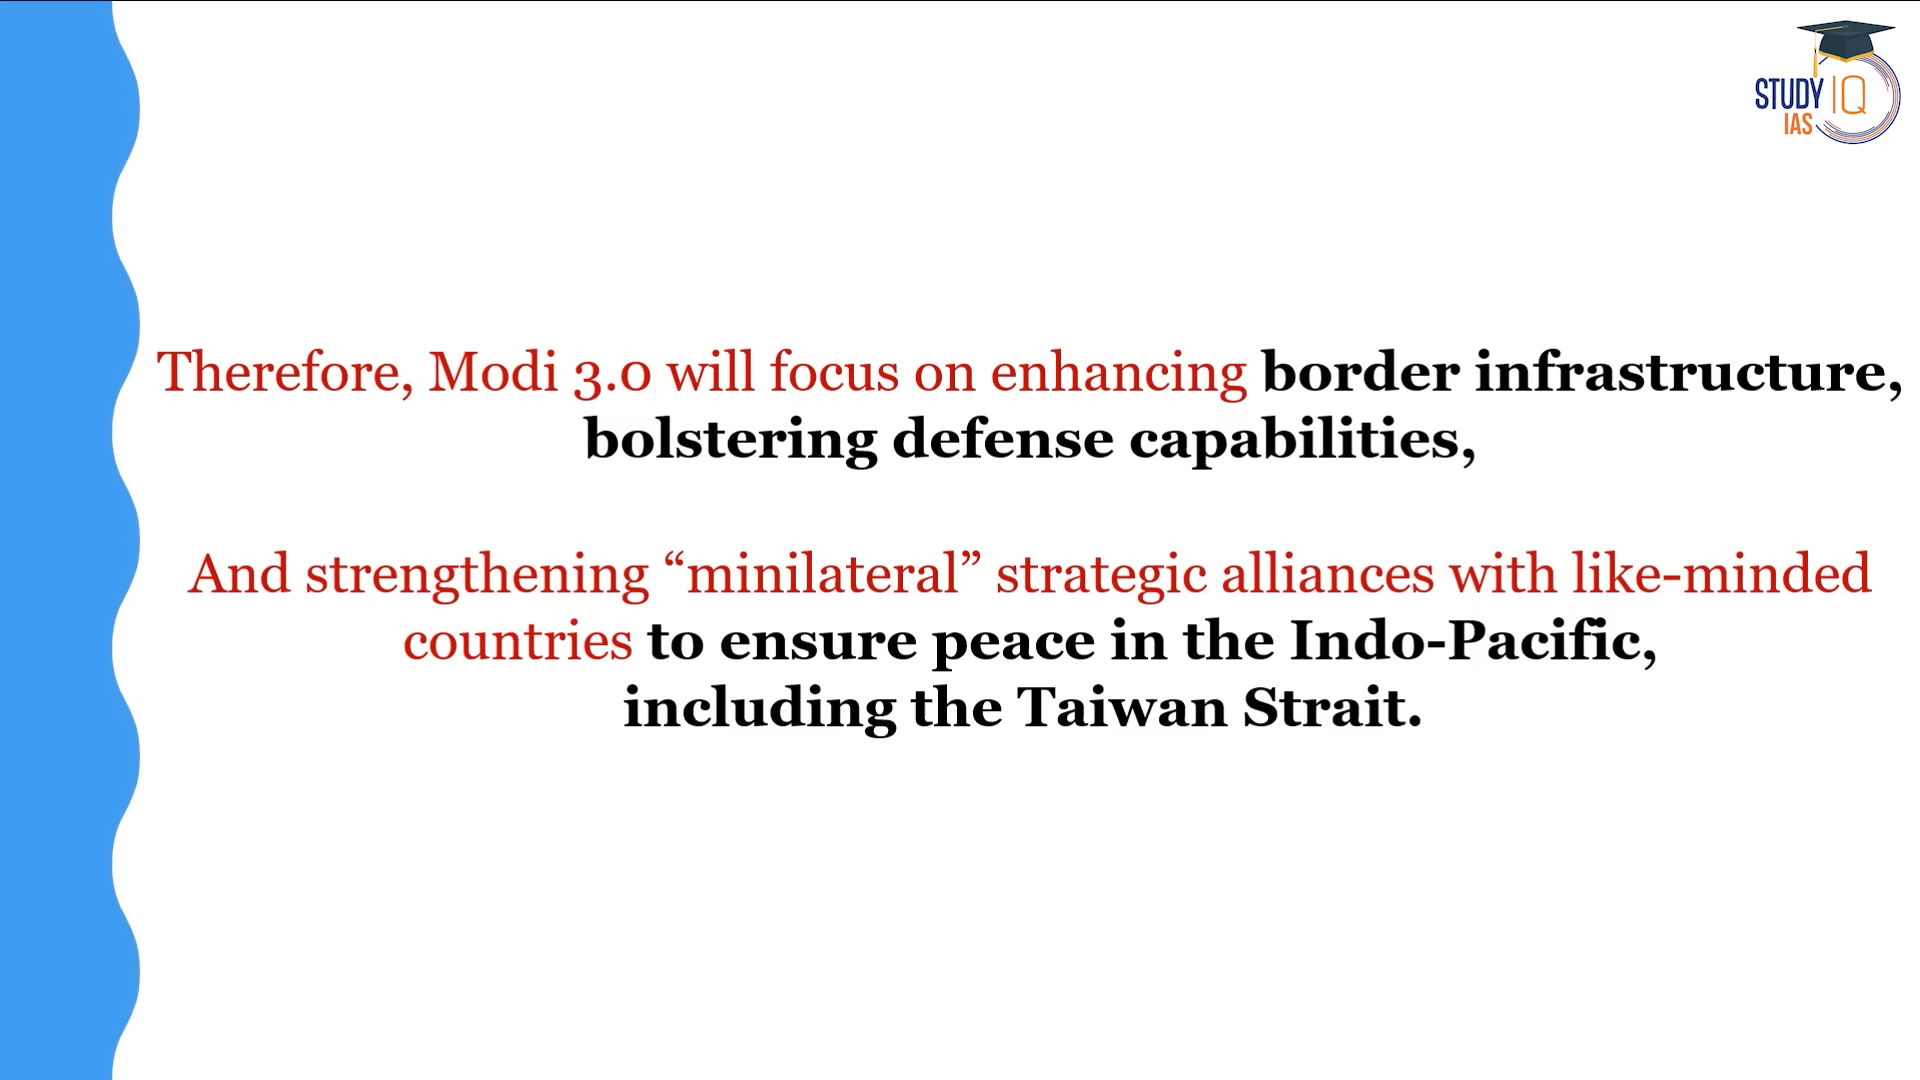 STUDY IQ
IAS
Therefore, Modi 3.0 will focus on enhancing border infrastructure,
bolstering defense capabilities,
And strengthening “minilateral” strategic alliances with like-minded
countries to ensure peace in the Indo-Pacific,
including the Taiwan Strait.